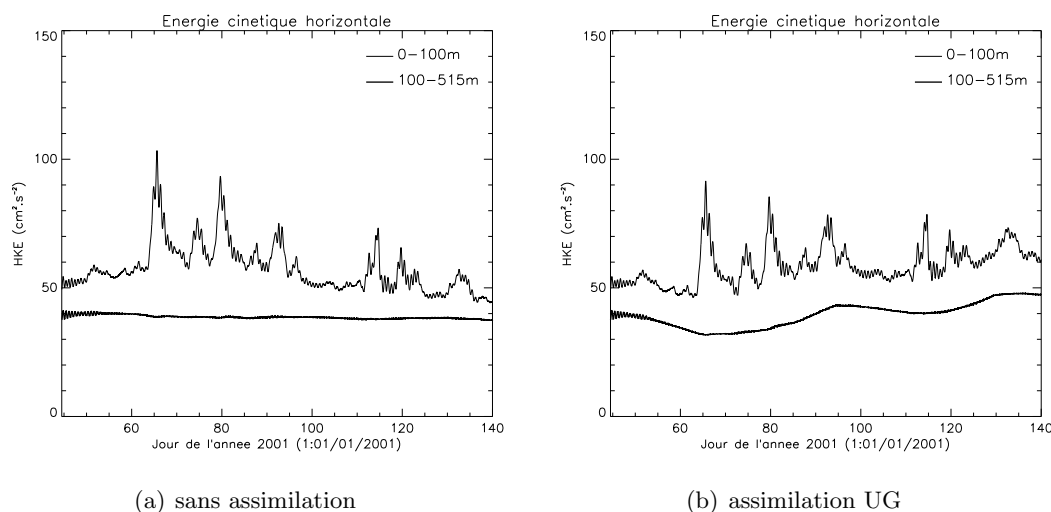 Energie cinetique horizontale
150
100
50
0
HKE (cm².s⁻²)
0-100m
100-515m
60 80 100 120 140
Jour de l'annee 2001 (1:01/01/2001)
(a) sans assimilation
Energie cinetique horizontale
150
100
50
0
HKE (cm².s⁻²)
0-100m
100-515m
60 80 100 120 140
Jour de l'annee 2001 (1:01/01/2001)
(b) assimilation UG